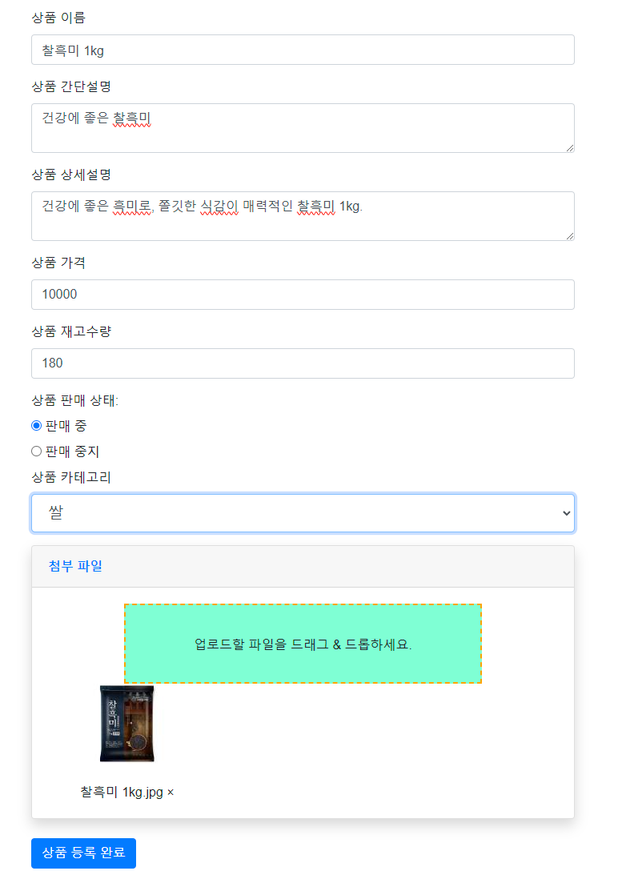 상품 이름
찰흑미 1kg
상품 간단설명
건강에 좋은 찰흑미
상품 상세설명
건강에 좋은 흑미로, 쫄깃한 식감이 매력적인 찰흑미 1kg.
상품 가격
10000
상품 재고수량
180
상품 판매 상태:
판매 중
판매 중지
상품 카테고리
쌀
첨부 파일
업로드할 파일을 드래그 & 드롭하세요.
찰흑미
찰흑미 1kg.jpg ×
상품 등록 완료